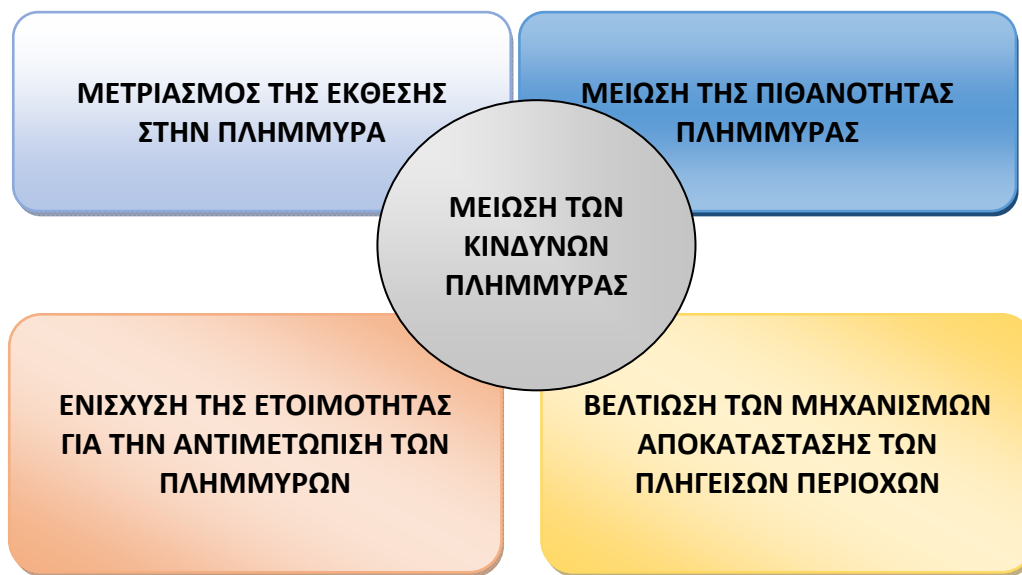 ΜΕΤΡΙΑΣΜΟΣ ΤΗΣ ΕΚΘΕΣΗΣ
ΣΤΗΝ ΠΛΗΜΜΥΡΑ
ΜΕΙΩΣΗ ΤΗΣ ΠΙΘΑΝΟΤΗΤΑΣ
ΠΛΗΜΜΥΡΑΣ
ΜΕΙΩΣΗ ΤΩΝ
ΚΙΝΔΥΝΩΝ
ΠΛΗΜΜΥΡΑΣ
ΕΝΙΣΧΥΣΗ ΤΗΣ ΕΤΟΙΜΟΤΗΤΑΣ
ΓΙΑ ΤΗΝ ΑΝΤΙΜΕΤΩΠΙΣΗ ΤΩΝ
ΠΛΗΜΜΥΡΩΝ
ΒΕΛΤΙΩΣΗ ΤΩΝ ΜΗΧΑΝΙΣΜΩΝ
ΑΠΟΚΑΤΑΣΤΑΣΗΣ ΤΩΝ
ΠΛΗΓΕΙΣΩΝ ΠΕΡΙΟΧΩΝ